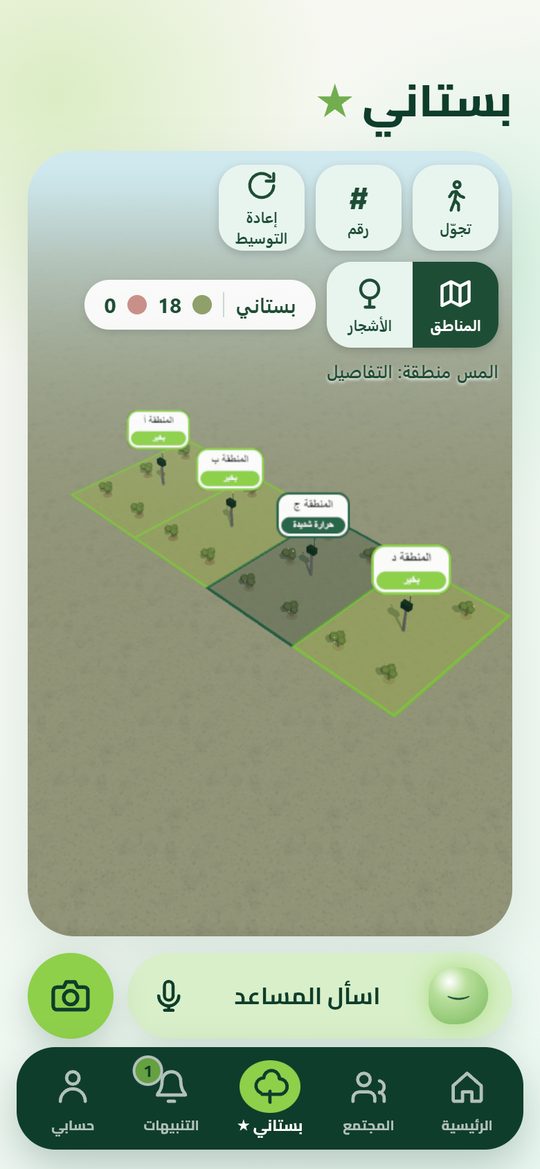 بستاني ★
تجوّل
# رقم
إعادة التوسيط
المناطق
الأشجار
بستاني 18 0
المس منطقة: التفاصيل
المنطقة أ
بخير
المنطقة ب
بخير
المنطقة ج
حرارة شديدة
المنطقة د
بخير
اسأل المساعد
الرئيسية
المجتمع
بستاني ★
1
التنبيهات
حسابي